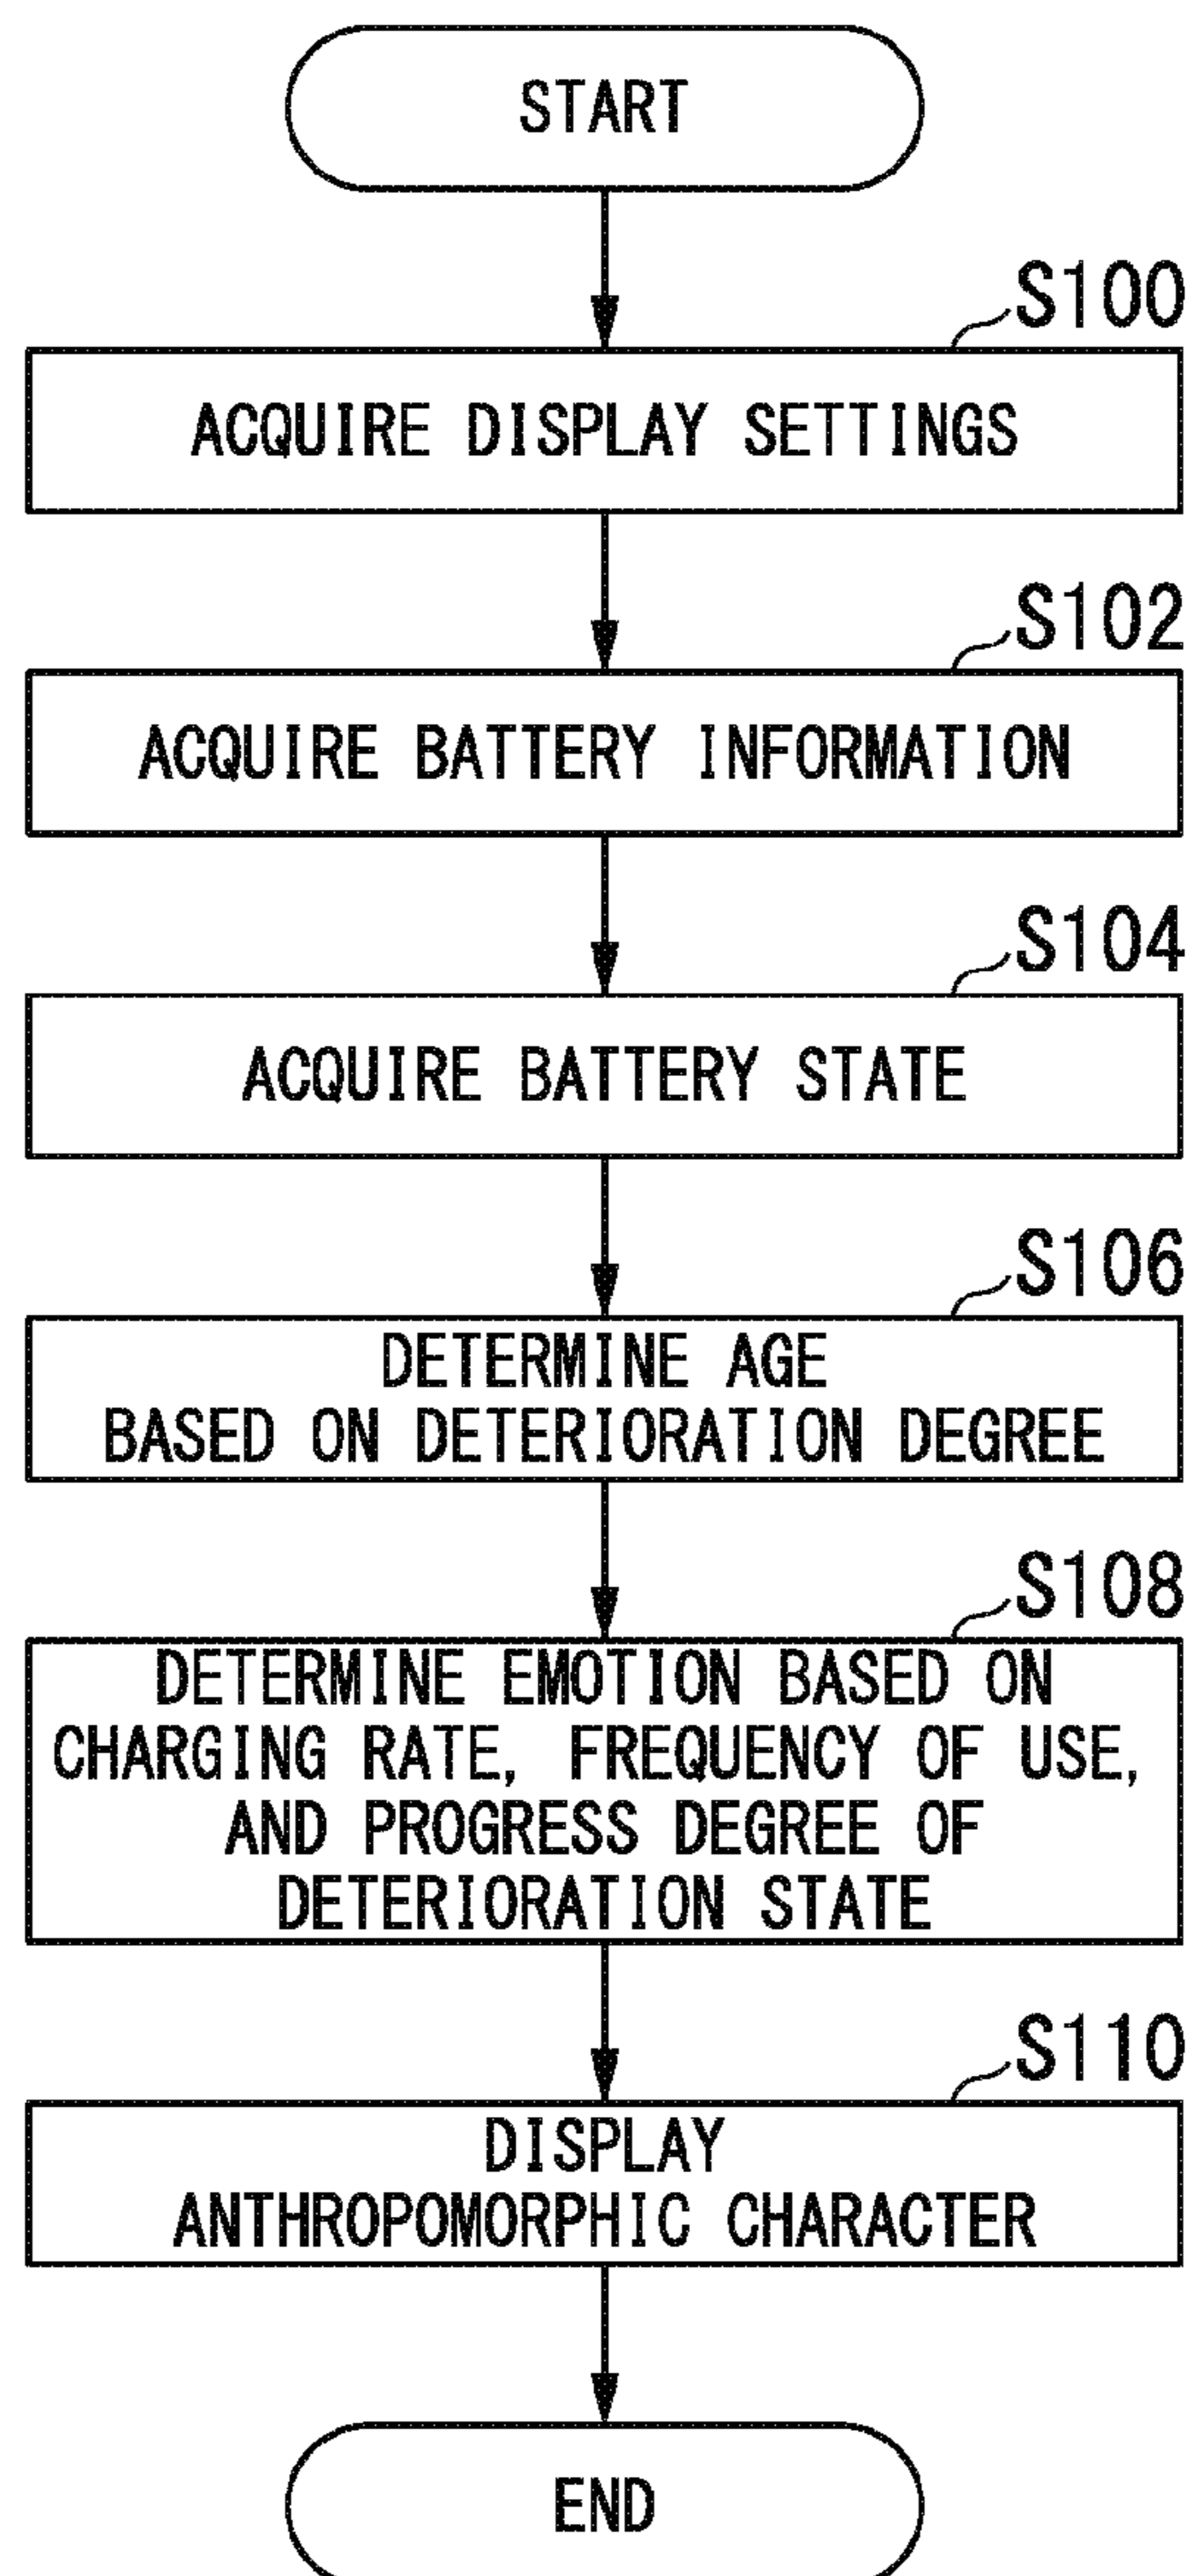 START
S100
ACQUIRE DISPLAY SETTINGS
S102
ACQUIRE BATTERY INFORMATION
S104
ACQUIRE BATTERY STATE
S106
DETERMINE AGE
BASED ON DETERIORATION DEGREE
S108
DETERMINE EMOTION BASED ON
CHARGING RATE, FREQUENCY OF USE,
AND PROGRESS DEGREE OF
DETERIORATION STATE
S110
DISPLAY
ANTHROPOMORPHIC CHARACTER
END